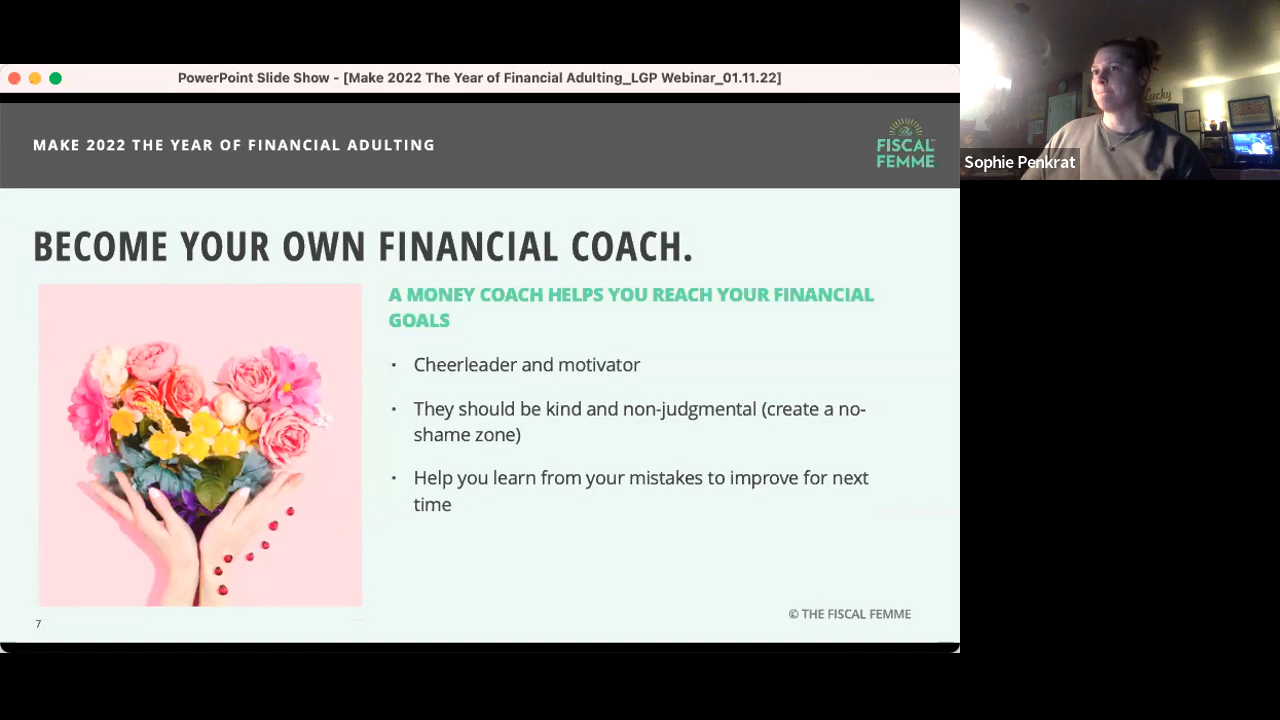 PowerPoint Slide Show - [Make 2022 The Year of Financial Adulting_LGP Webinar_01.11.22]
MAKE 2022 THE YEAR OF FINANCIAL ADULTING
The
FISCAL
FEMME
Lucky
Sophie Penkrat
BECOME YOUR OWN FINANCIAL COACH.
A MONEY COACH HELPS YOU REACH YOUR FINANCIAL
GOALS
• Cheerleader and motivator
• They should be kind and non-judgmental (create a no-
shame zone)
• Help you learn from your mistakes to improve for next
time
© THE FISCAL FEMME
7